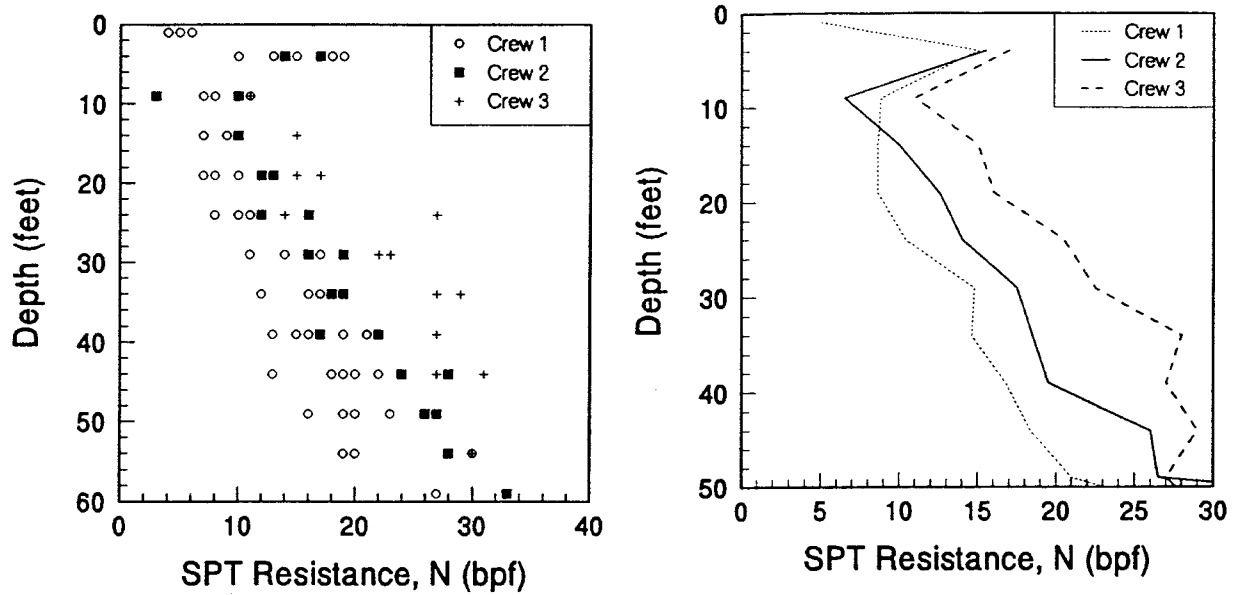 0
10
20
30
40
50
60
Depth (feet)
0 10 20 30 40
SPT Resistance, N (bpf)
Crew 1
Crew 2
Crew 3
0
10
20
30
40
50
Depth (feet)
0 5 10 15 20 25 30
SPT Resistance, N (bpf)
Crew 1
Crew 2
Crew 3